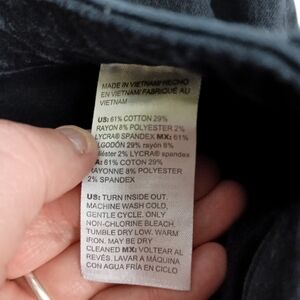 MADE IN VIETNAM/ HECHO
EN VIETNAM/ FABRIQUÉ AU
VIETNAM
US: 61% COTTON 29%
RAYON 8% POLYESTER 2%
LYCRA® SPANDEX MX: 61%
ALGODÓN 29% rayón 8%
liéster 2% LYCRA® spandex
A: 61% COTON 29%
RAYONNE 8% POLYESTER
2% SPANDEX
US: TURN INSIDE OUT.
MACHINE WASH COLD,
GENTLE CYCLE. ONLY
NON-CHLORINE BLEACH.
TUMBLE DRY LOW. WARM
IRON. MAY BE DRY
CLEANED MX: VOLTEAR AL
REVÉS. LAVAR A MÁQUINA
CON AGUA FRÍA EN CICLO